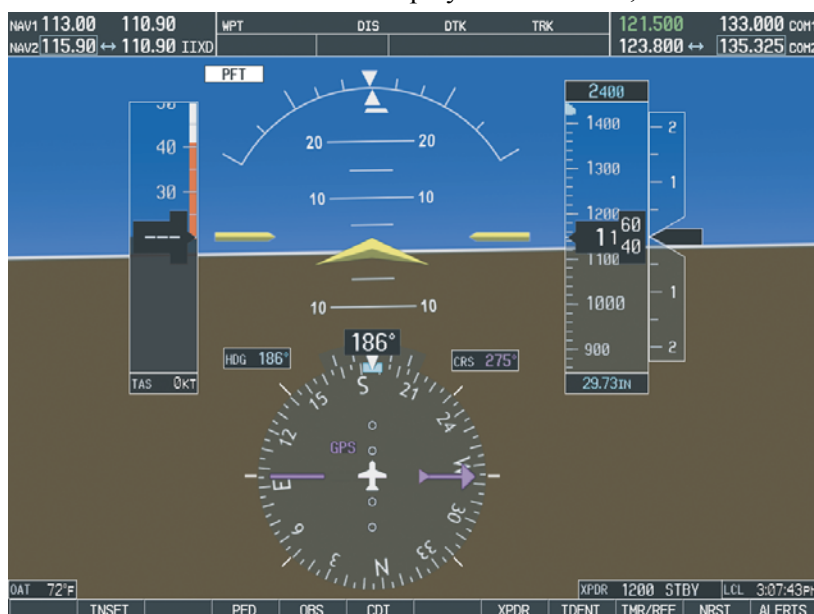 NAV1 113.00 110.90 WPT DIS DTK TRK 121.500 133.000 COM1
NAV2 115.90 ↔ 110.90 IIXD 123.800 ↔ 135.325 COM2
PFT
2400
40
30
20 20
10 10
10 10
1400
1300
1200
1100
1000
900
60
11
40
2
1
1
2
186°
HDG 186°
CRS 275°
TAS 0KT
29.73IN
S
21
24
W
30
33
N
3
6
E
12
15
GPS
OAT 72°F
XPDR 1200 STBY LCL 3:07:43PM
INSET PFD OBS CDI XPDR IDENT TMR/REF NRST ALERTS